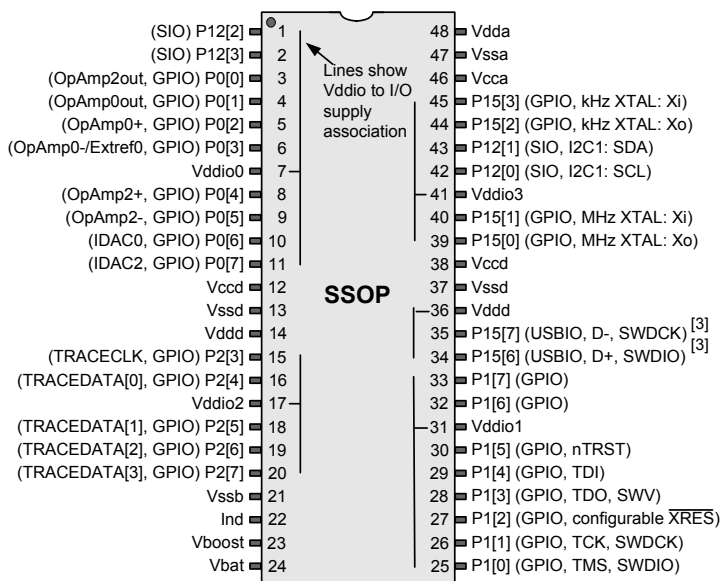 (SIO) P12[2] 1 48 Vdda
(SIO) P12[3] 2 47 Vssa
(OpAmp2out, GPIO) P0[0] 3 46 Vcca
(OpAmp0out, GPIO) P0[1] 4 45 P15[3] (GPIO, kHz XTAL: Xi)
(OpAmp0+, GPIO) P0[2] 5 44 P15[2] (GPIO, kHz XTAL: Xo)
(OpAmp0-/Extref0, GPIO) P0[3] 6 43 P12[1] (SIO, I2C1: SDA)
Vddio0 7 42 P12[0] (SIO, I2C1: SCL)
(OpAmp2+, GPIO) P0[4] 8 41 Vddio3
(OpAmp2-, GPIO) P0[5] 9 40 P15[1] (GPIO, MHz XTAL: Xi)
(IDAC0, GPIO) P0[6] 10 39 P15[0] (GPIO, MHz XTAL: Xo)
(IDAC2, GPIO) P0[7] 11 38 Vccd
Vccd 12 37 Vssd
Vssd 13 36 Vddd
Vddd 14 35 P15[7] (USBIO, D-, SWDCK) [3]
(TRACECLK, GPIO) P2[3] 15 34 P15[6] (USBIO, D+, SWDIO) [3]
(TRACEDATA[0], GPIO) P2[4] 16 33 P1[7] (GPIO)
Vddio2 17 32 P1[6] (GPIO)
(TRACEDATA[1], GPIO) P2[5] 18 31 Vddio1
(TRACEDATA[2], GPIO) P2[6] 19 30 P1[5] (GPIO, nTRST)
(TRACEDATA[3], GPIO) P2[7] 20 29 P1[4] (GPIO, TDI)
Vssb 21 28 P1[3] (GPIO, TDO, SWV)
Ind 22 27 P1[2] (GPIO, configurable XRES)
Vboost 23 26 P1[1] (GPIO, TCK, SWDCK)
Vbat 24 25 P1[0] (GPIO, TMS, SWDIO)
Lines show
Vddio to I/O
supply
association
SSOP